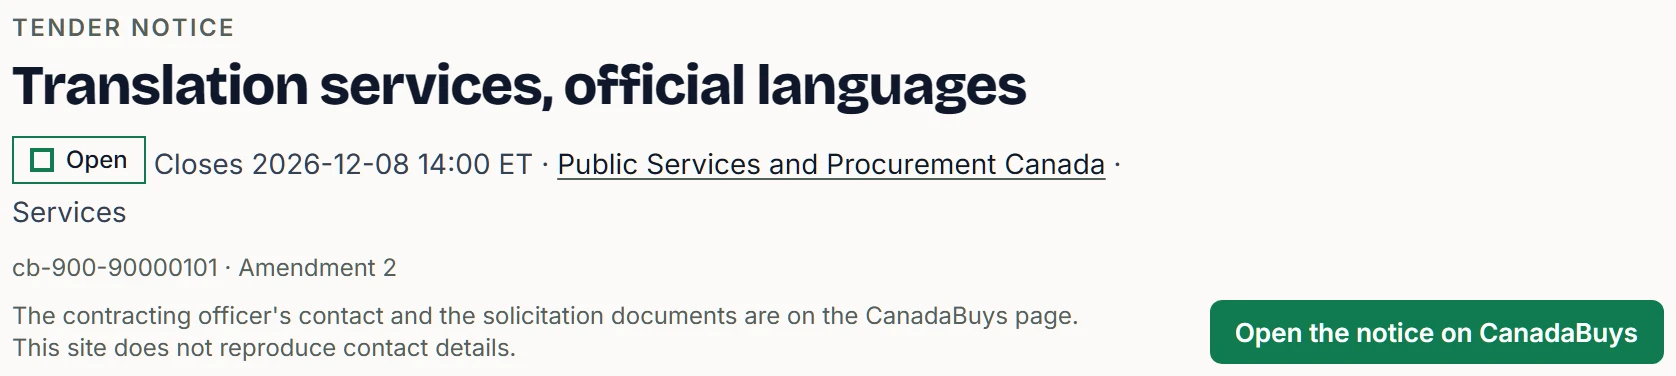 TENDER NOTICE
Translation services, official languages
Open Closes 2026-12-08 14:00 ET · Public Services and Procurement Canada ·
Services
cb-900-90000101 · Amendment 2
The contracting officer's contact and the solicitation documents are on the CanadaBuys page.
This site does not reproduce contact details.
Open the notice on CanadaBuys